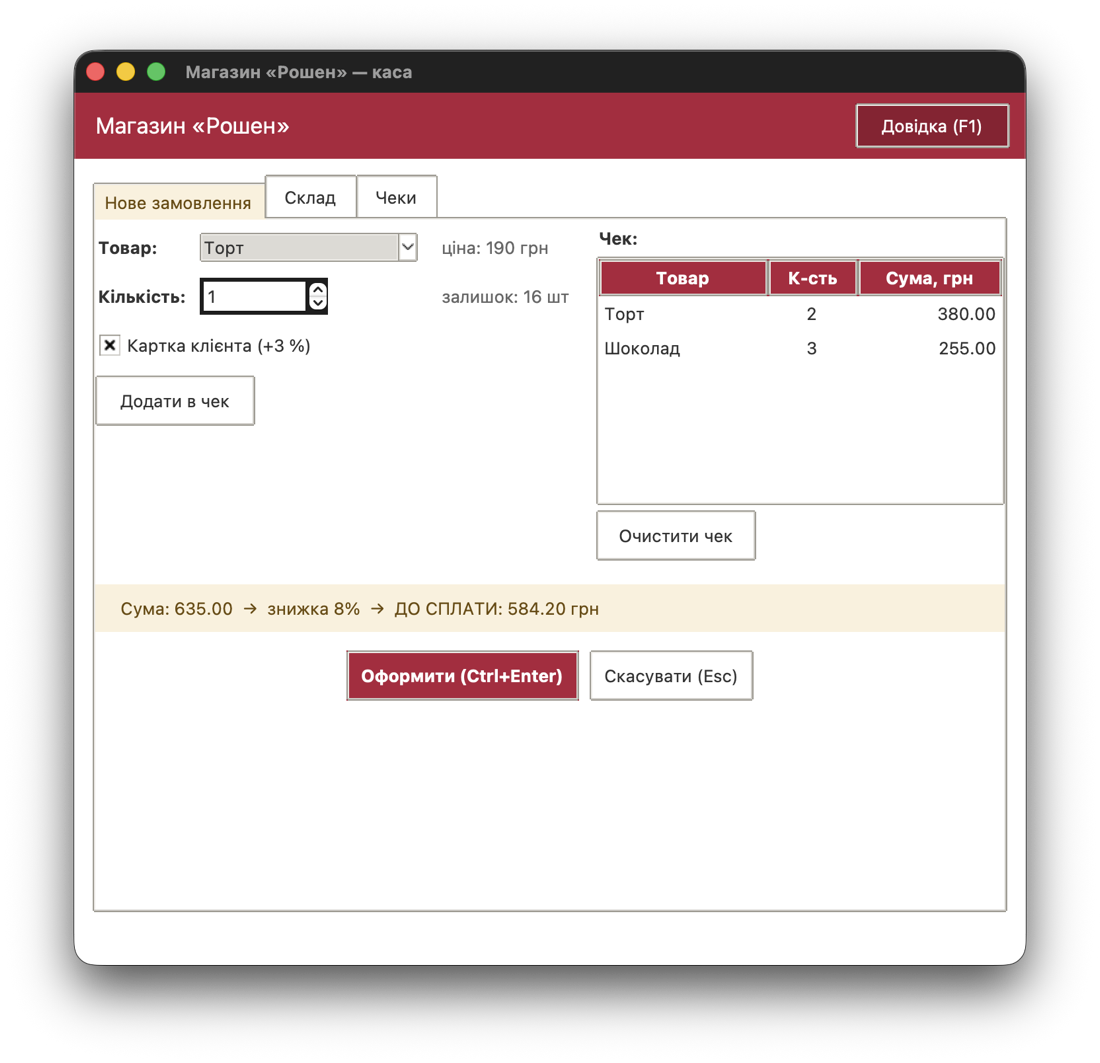 Магазин «Рошен» — каса
Магазин «Рошен»
Довідка (F1)
Нове замовлення
Склад
Чеки
Товар:
Торт
ціна: 190 грн
Кількість:
1
залишок: 16 шт
Картка клієнта (+3 %)
Додати в чек
Чек:
Товар К-сть Сума, грн
Торт 2 380.00
Шоколад 3 255.00
Очистити чек
Сума: 635.00 → знижка 8% → ДО СПЛАТИ: 584.20 грн
Оформити (Ctrl+Enter)
Скасувати (Esc)